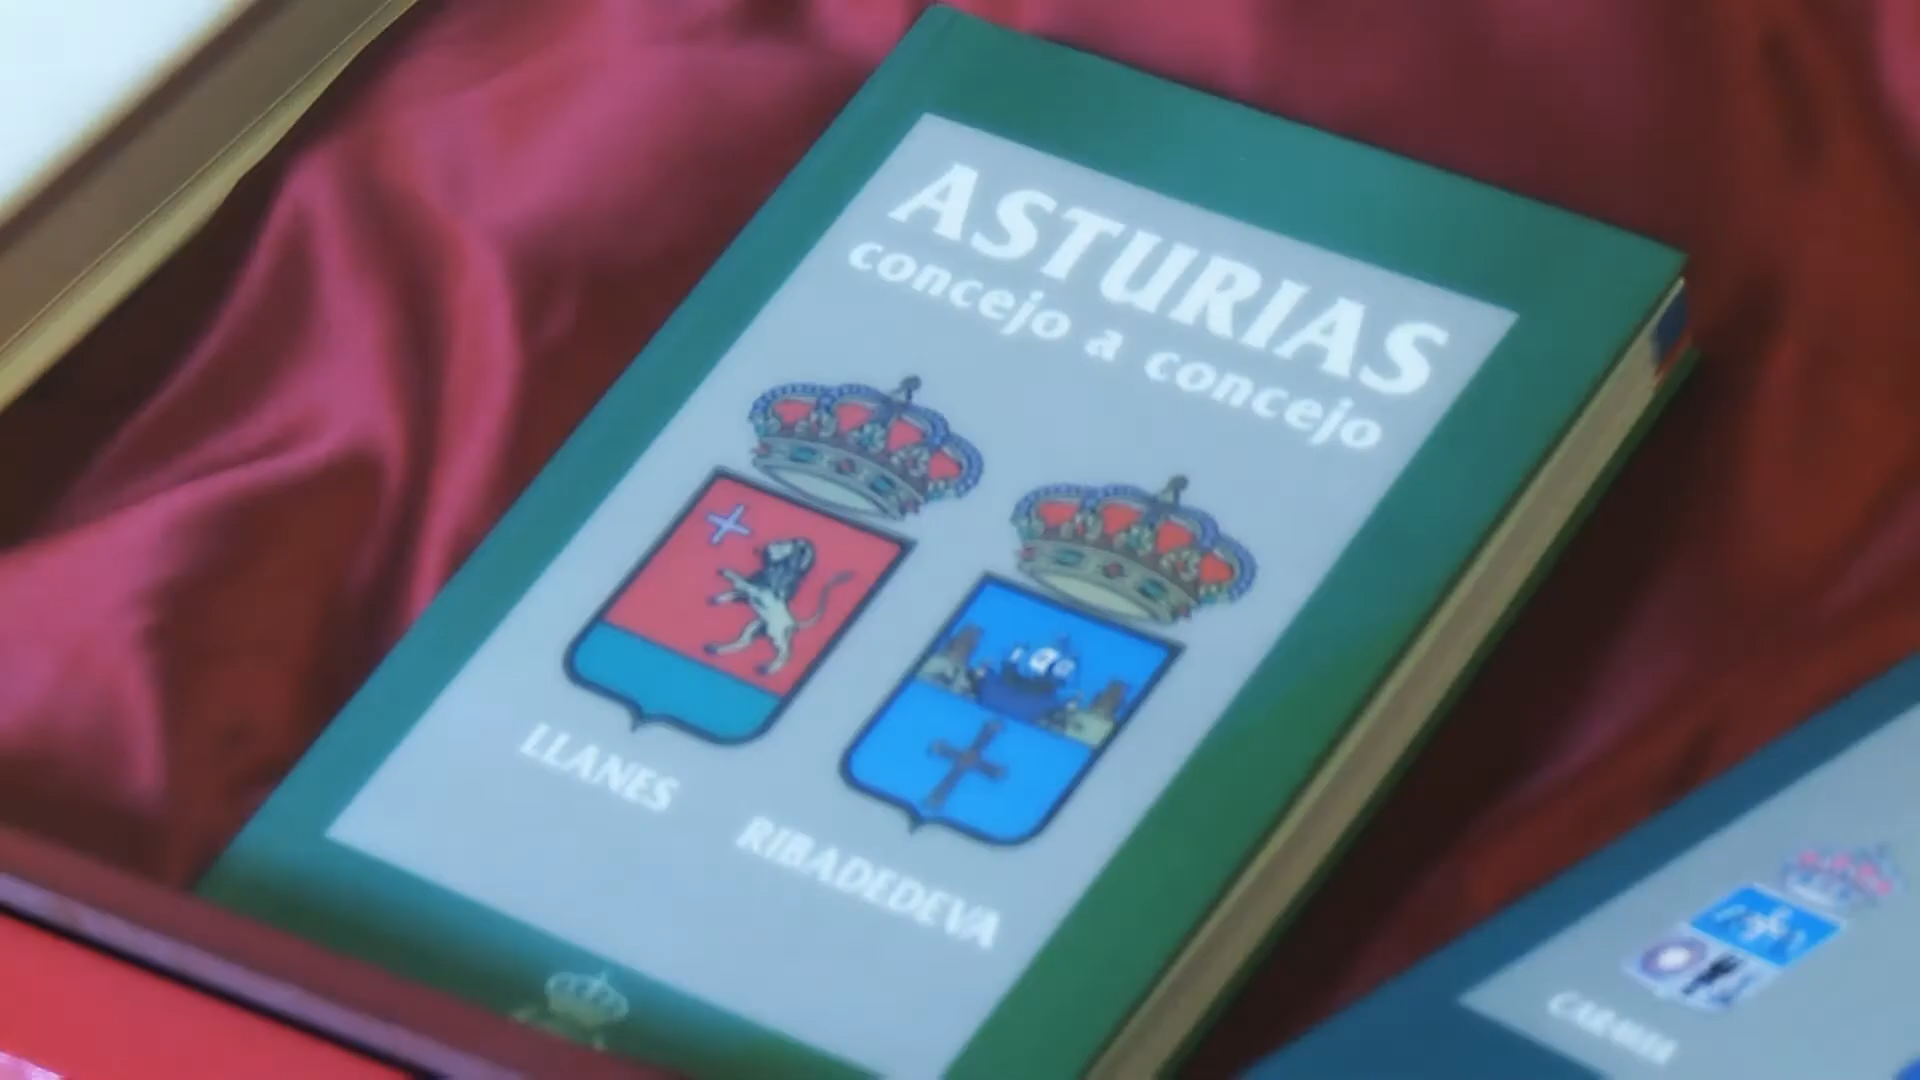 ASTURIAS
concejo a concejo
LLANES
RIBADEDEVA